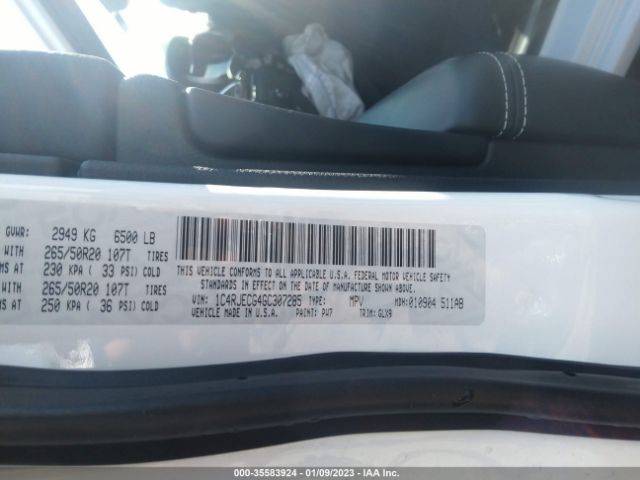 GVWR: 2949 KG 6500 LB
WITH 265/50R20 107T TIRES
MS AT 230 KPA ( 33 PSI) COLD
WITH 265/50R20 107T TIRES
MS AT 250 KPA ( 36 PSI) COLD
THIS VEHICLE CONFORMS TO ALL APPLICABLE U.S.A. FEDERAL MOTOR VEHICLE SAFETY
STANDARDS IN EFFECT ON THE DATE OF MANUFACTURE SHOWN ABOVE.
VIN: 1C4RJECG4GC307285 TYPE: MPV MDH:010904 511AB
VEHICLE MADE IN U.S.A. PAINT: PW7 TRIM: GLX9
000-35583924 | 01/09/2023 | IAA Inc.